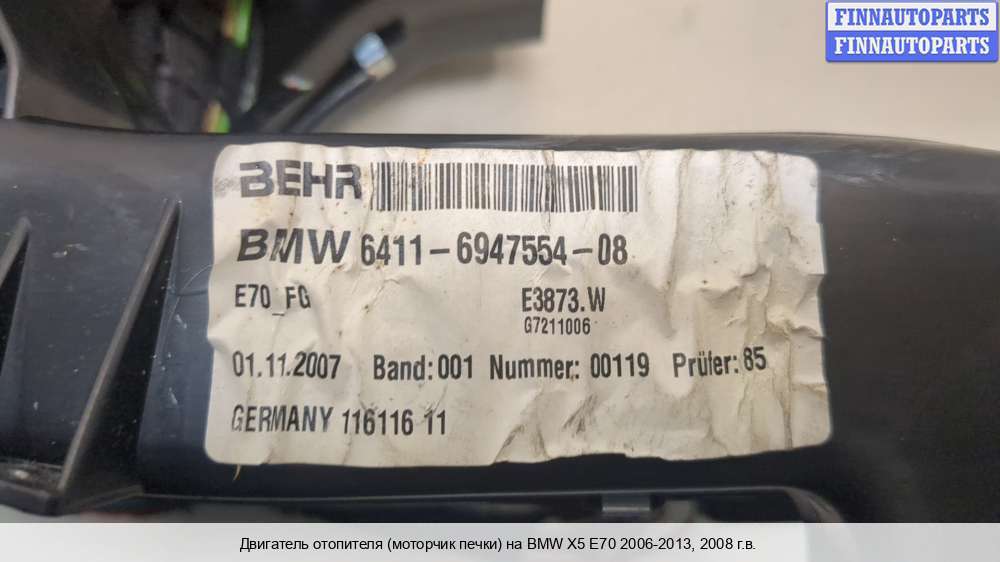 FINNAUTOPARTS
FINNAUTOPARTS
BEHR
BMW 6411-6947554-08
E70_FG E3873.W
G7211006
01.11.2007 Band:001 Nummer: 00119 Prüfer:85
GERMANY 116116 11
Двигатель отопителя (моторчик печки) на BMW X5 E70 2006-2013, 2008 г.в.